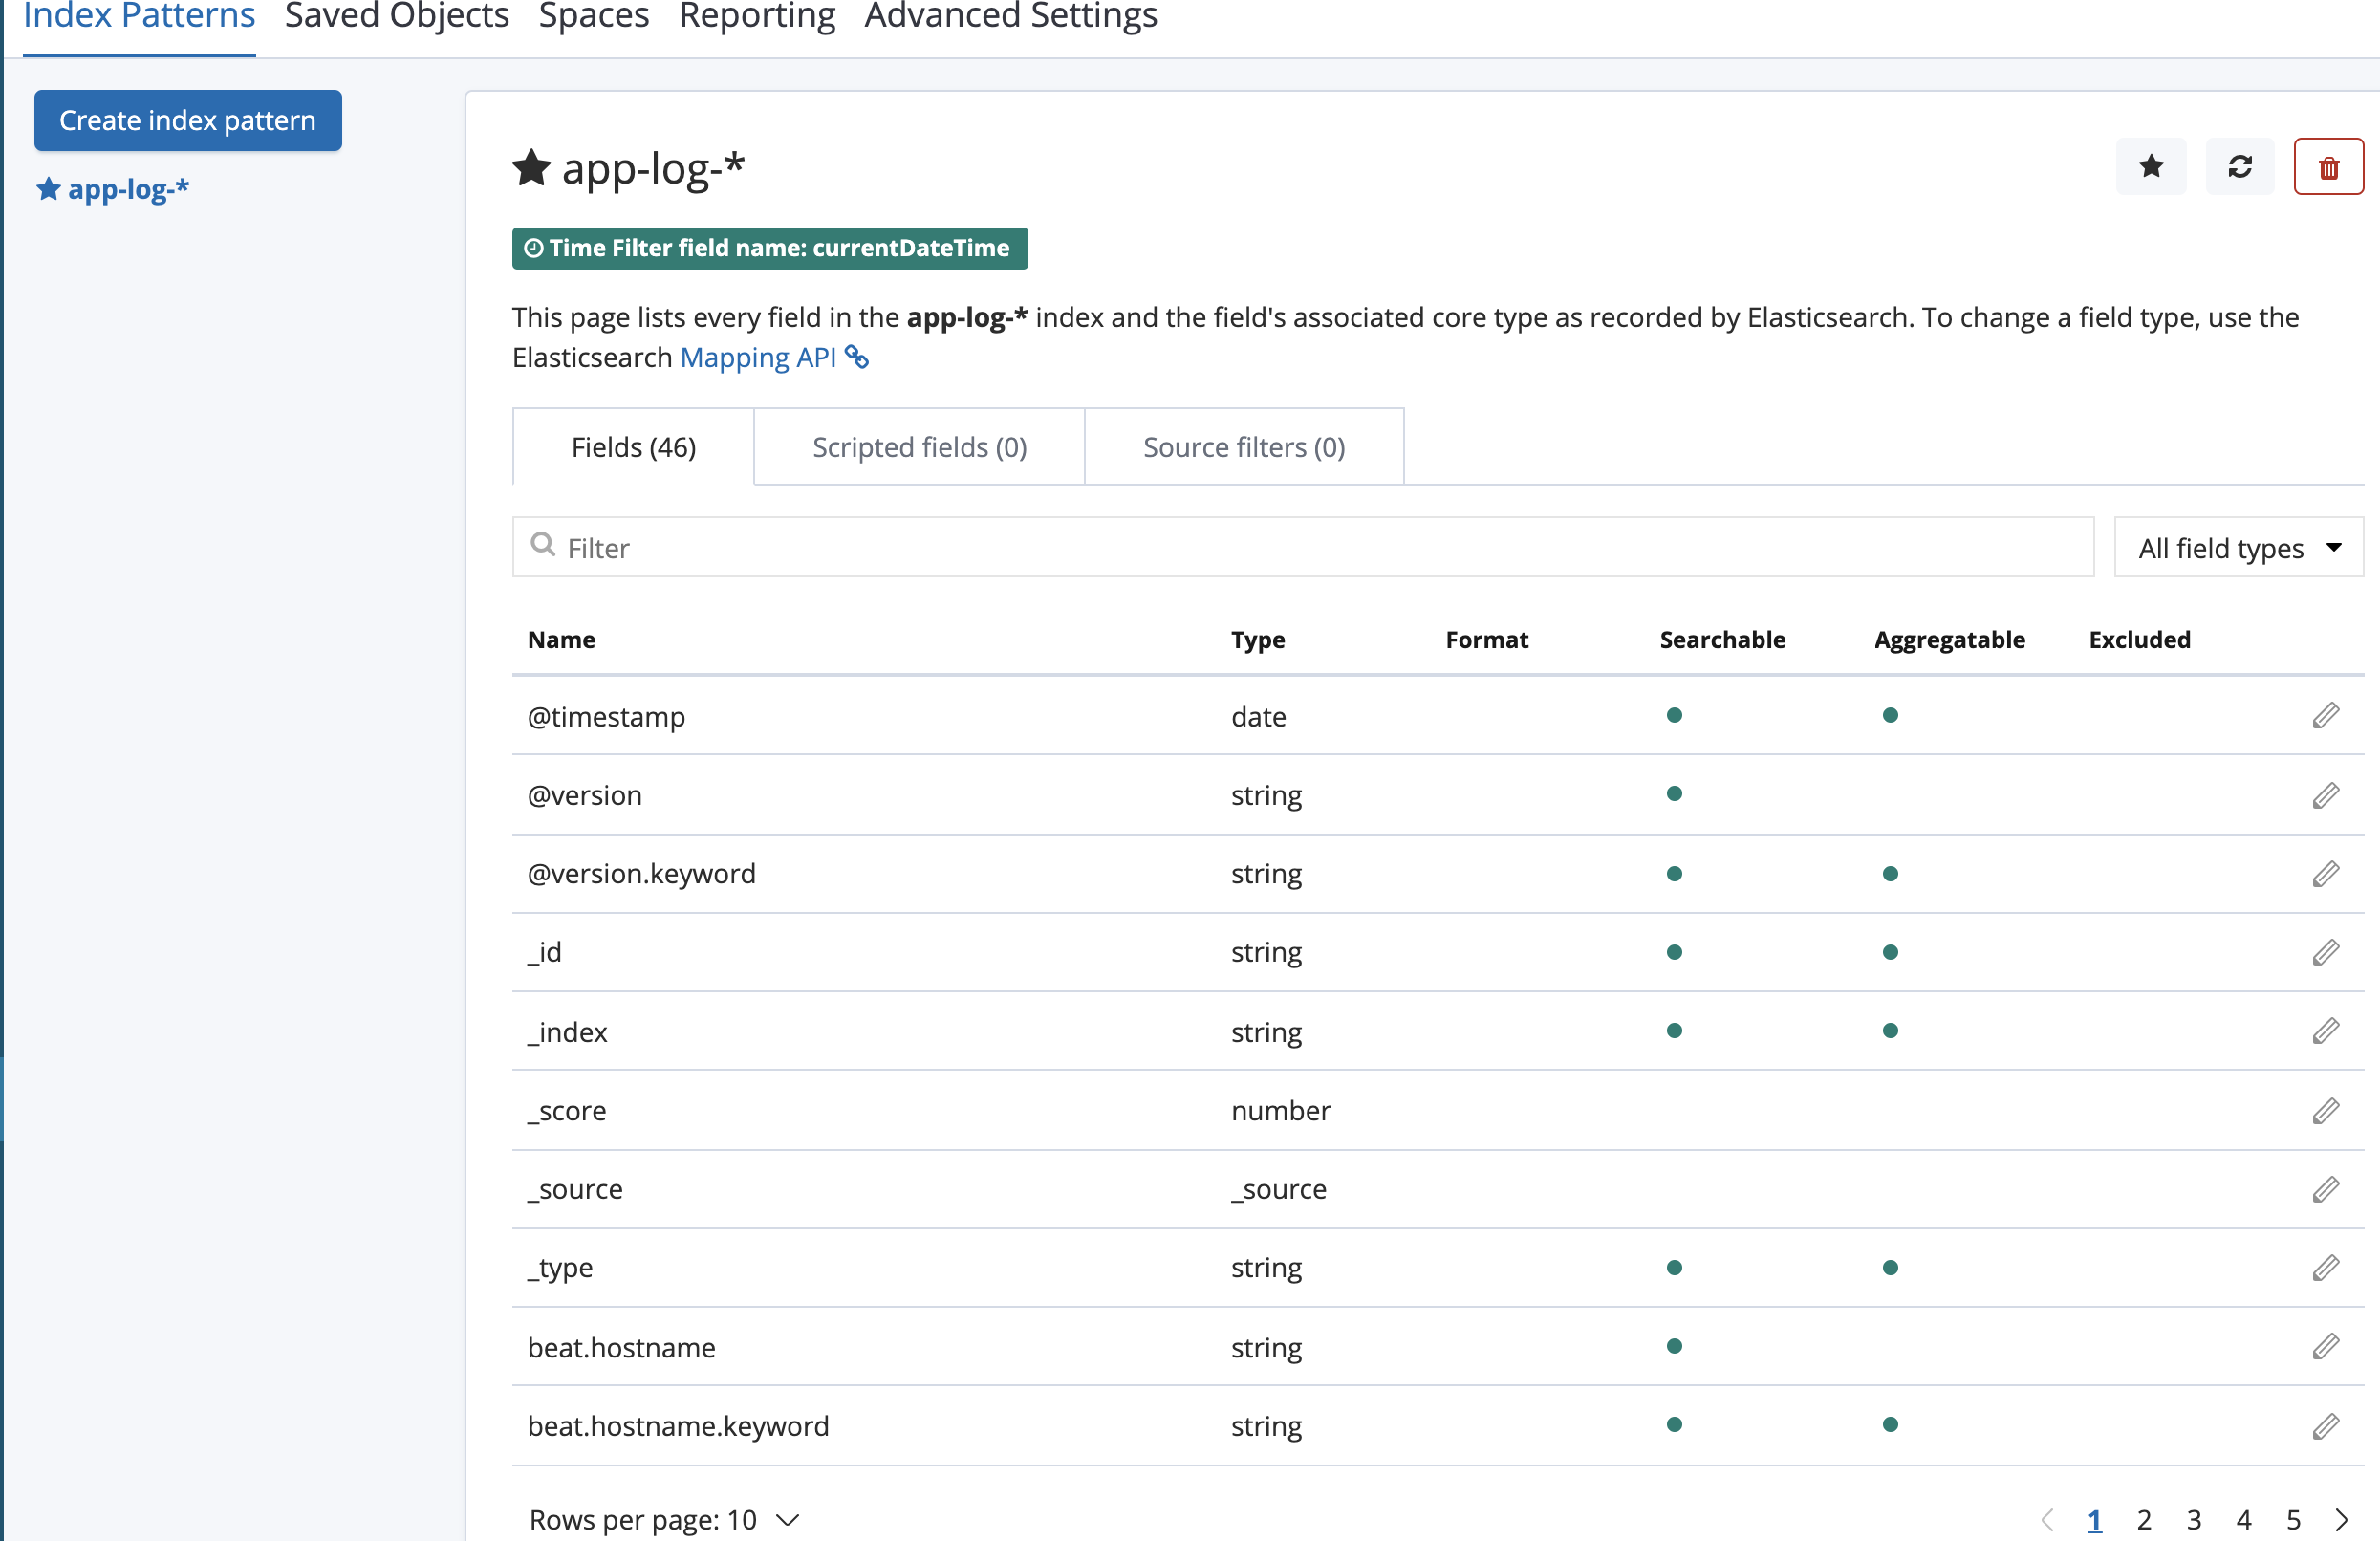 Index Patterns Saved Objects Spaces Reporting Advanced Settings
Create index pattern
app-log-*
app-log-*
Time Filter field name: currentDateTime
This page lists every field in the app-log-* index and the field's associated core type as recorded by Elasticsearch. To change a field type, use the
Elasticsearch Mapping API
Fields (46) Scripted fields (0) Source filters (0)
Filter All field types
Name Type Format Searchable Aggregatable Excluded
@timestamp date
@version string
@version.keyword string
_id string
_index string
_score number
_source _source
_type string
beat.hostname string
beat.hostname.keyword string
Rows per page: 10 1 2 3 4 5